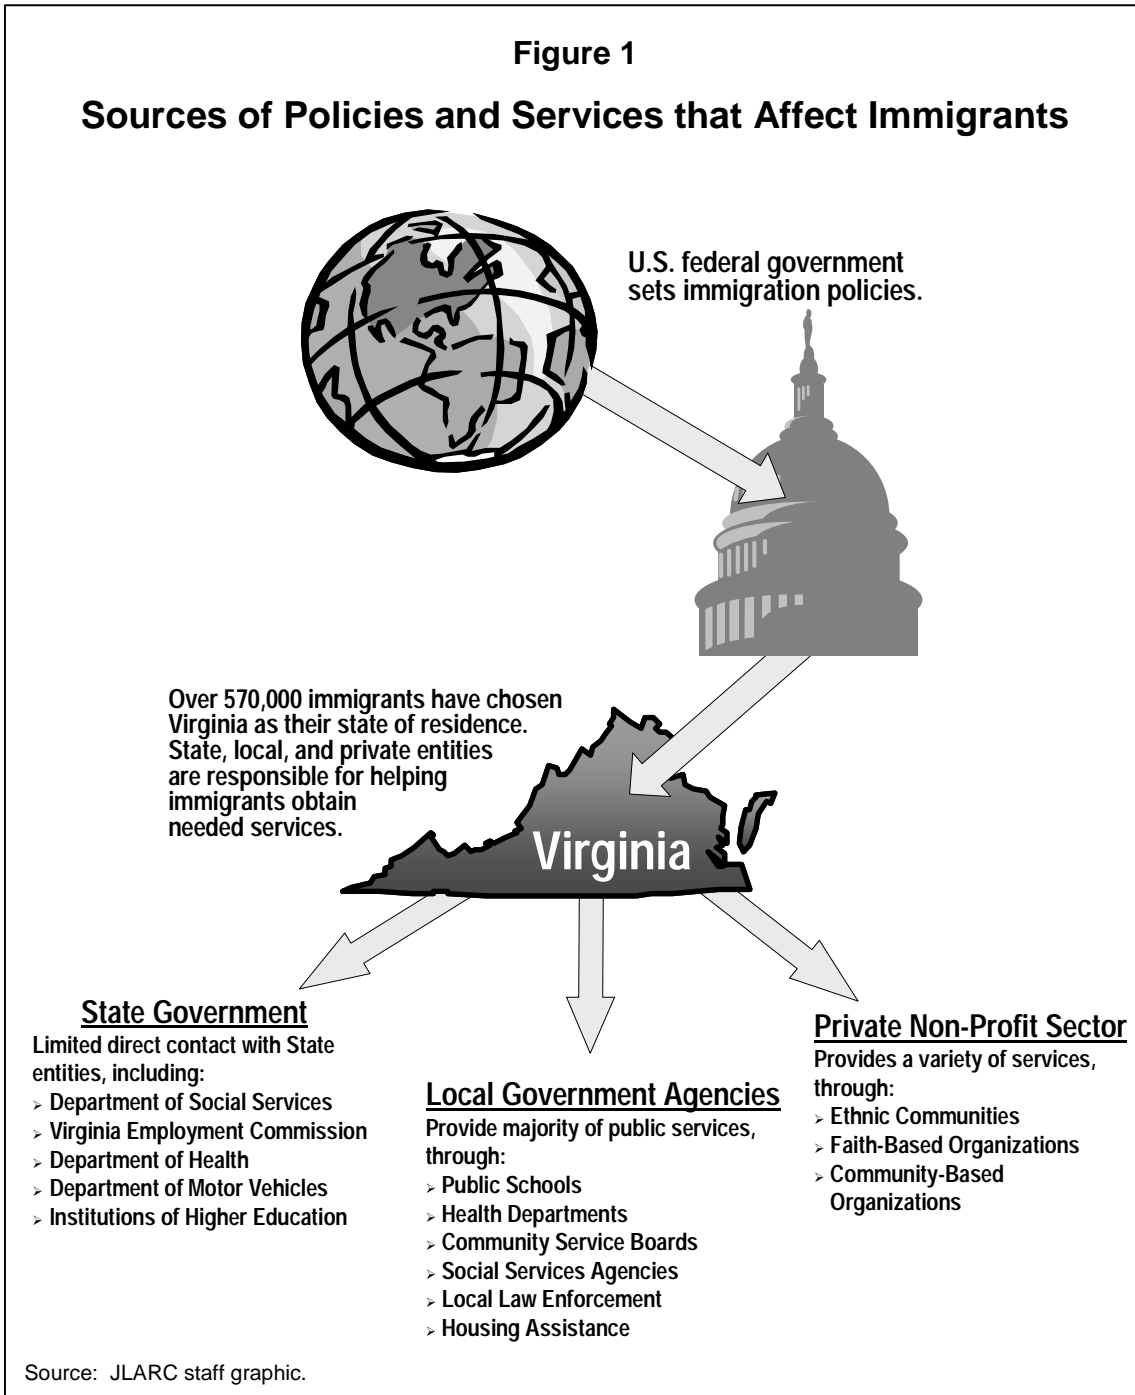 Figure 1
Sources of Policies and Services that Affect Immigrants
U.S. federal government
sets immigration policies.
Over 570,000 immigrants have chosen
Virginia as their state of residence.
State, local, and private entities
are responsible for helping
immigrants obtain
needed services.
Virginia
State Government
Limited direct contact with State
entities, including:
➢ Department of Social Services
➢ Virginia Employment Commission
➢ Department of Health
➢ Department of Motor Vehicles
➢ Institutions of Higher Education
Local Government Agencies
Provide majority of public services,
through:
➢ Public Schools
➢ Health Departments
➢ Community Service Boards
➢ Social Services Agencies
➢ Local Law Enforcement
➢ Housing Assistance
Private Non-Profit Sector
Provides a variety of services,
through:
➢ Ethnic Communities
➢ Faith-Based Organizations
➢ Community-Based
Organizations
Source: JLARC staff graphic.